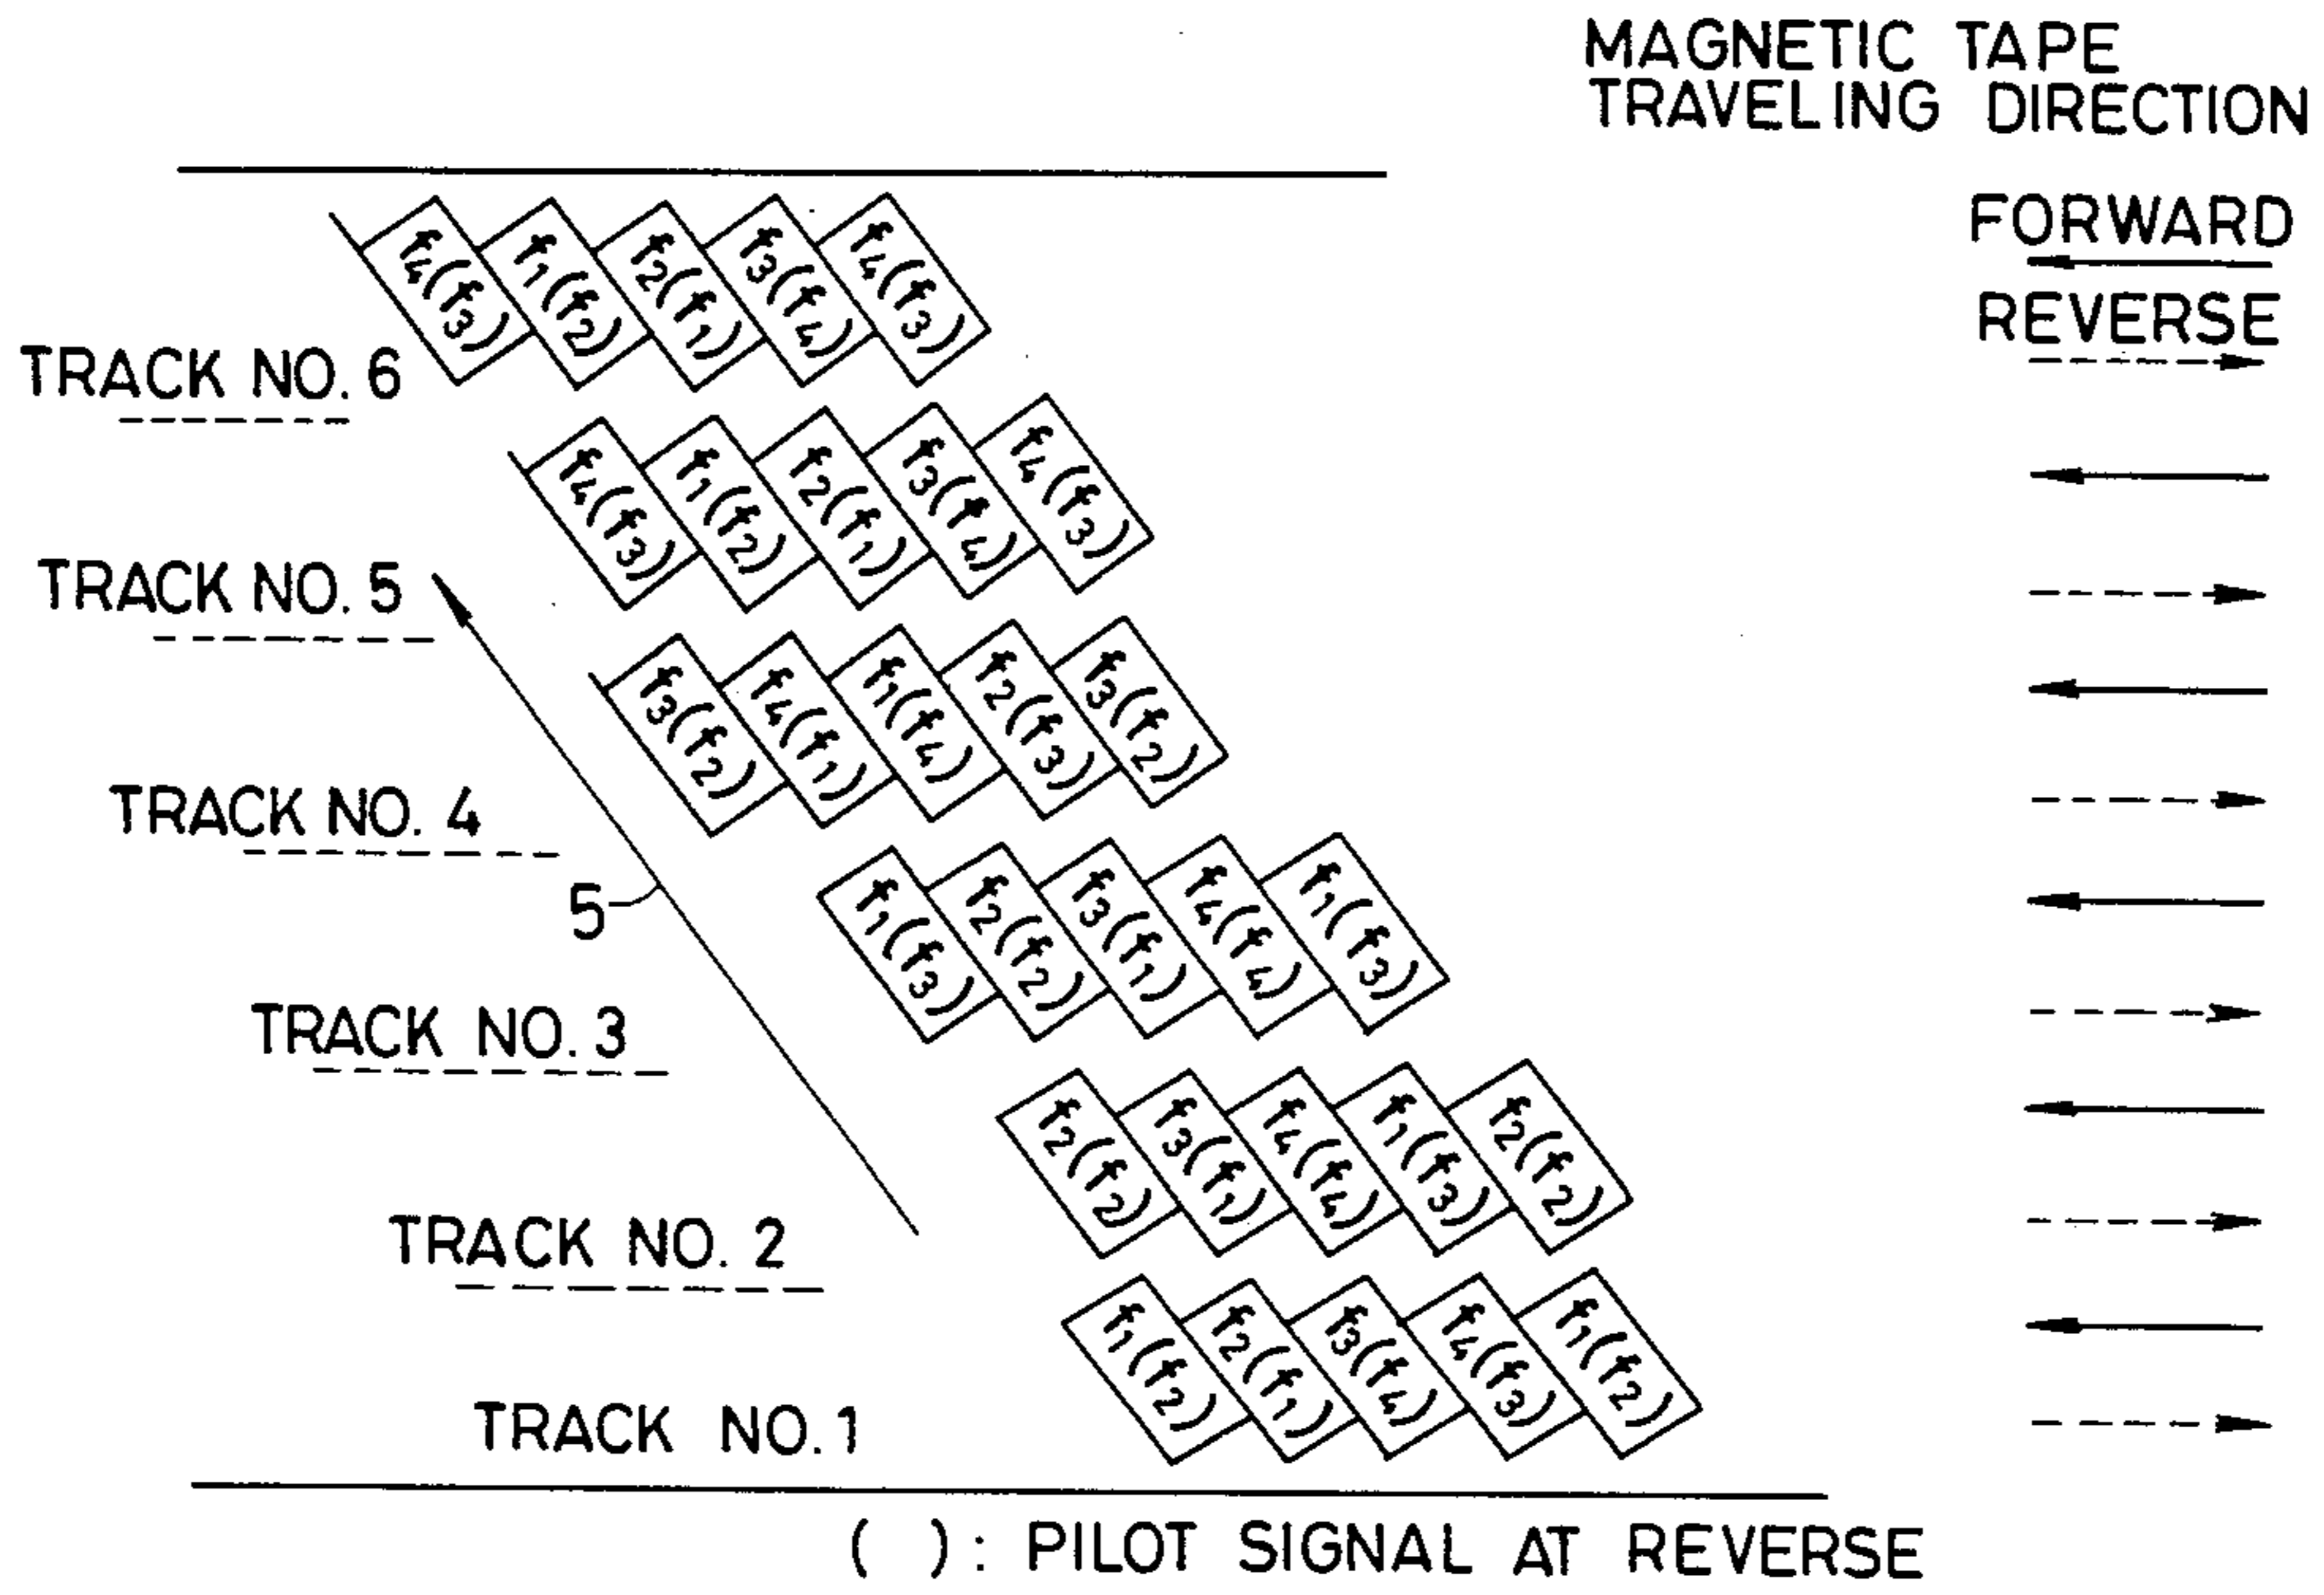 MAGNETIC TAPE
TRAVELING DIRECTION
FORWARD
REVERSE
f4(f3) f1(f2) f2(f1) f3(f4) f4(f3)
TRACK NO. 6
f4(f3) f1(f2) f2(f1) f3(f4) f4(f3)
TRACK NO. 5
f3(f2) f4(f1) f1(f4) f2(f3) f3(f2)
TRACK NO. 4
5
f1(f3) f2(f2) f3(f1) f4(f4) f1(f3)
TRACK NO. 3
f2(f2) f3(f1) f4(f4) f1(f3) f2(f2)
TRACK NO. 2
f1(f2) f2(f1) f3(f4) f4(f3) f1(f2)
TRACK NO. 1
( ): PILOT SIGNAL AT REVERSE